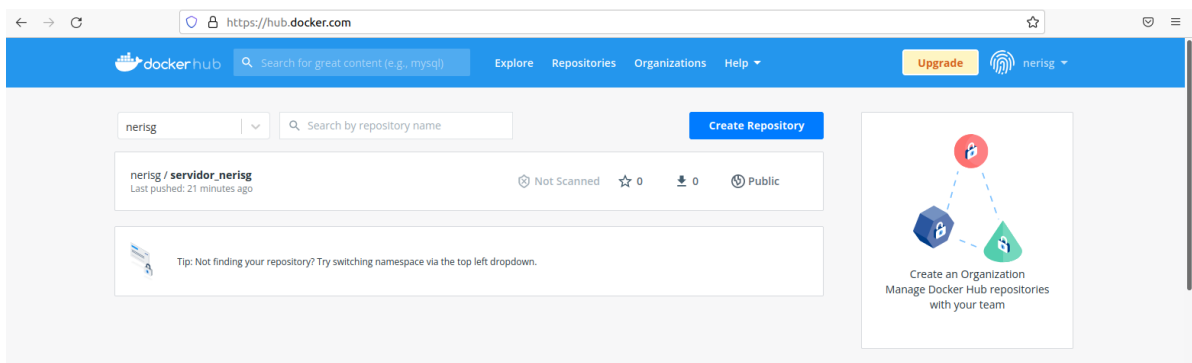 https://hub.docker.com
dockerhub
Search for great content (e.g., mysql)
Explore Repositories Organizations Help
Upgrade
nerisg
nerisg
Search by repository name
Create Repository
nerisg / servidor_nerisg
Last pushed: 21 minutes ago
Not Scanned
0
0
Public
Tip: Not finding your repository? Try switching namespace via the top left dropdown.
Create an Organization
Manage Docker Hub repositories
with your team